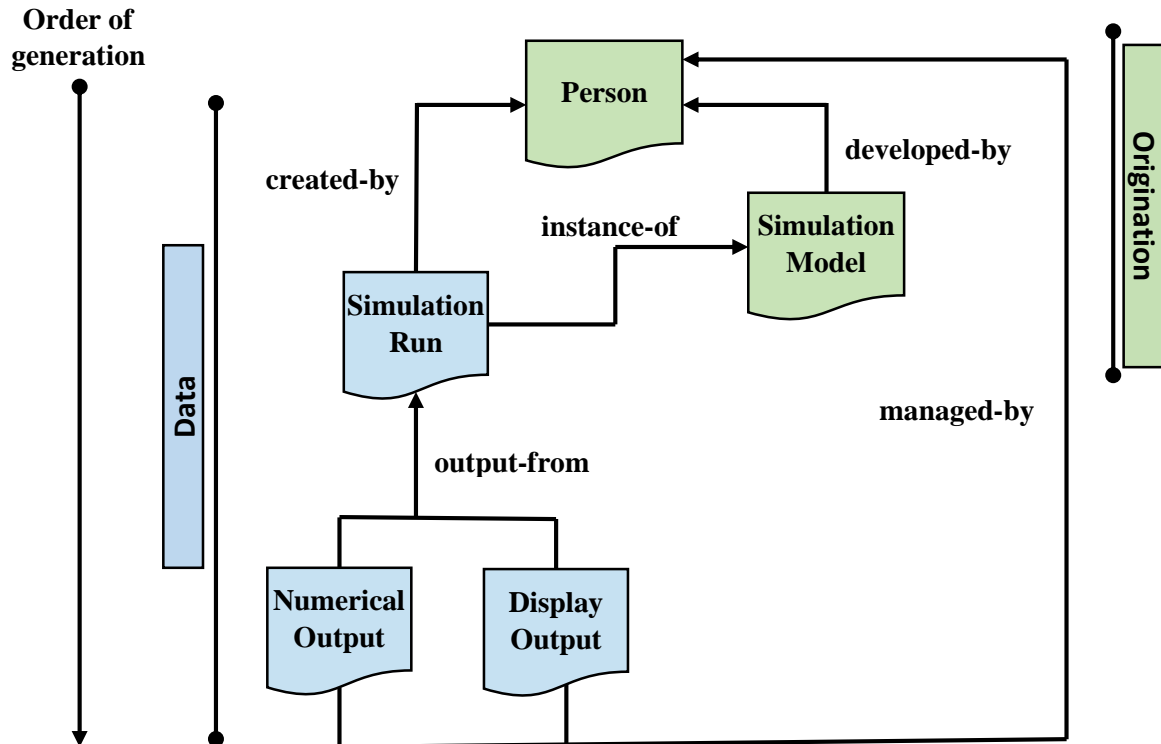 Order of
generation
Person
Origination
created-by
developed-by
instance-of
Simulation
Model
Simulation
Run
Data
managed-by
output-from
Numerical
Output
Display
Output